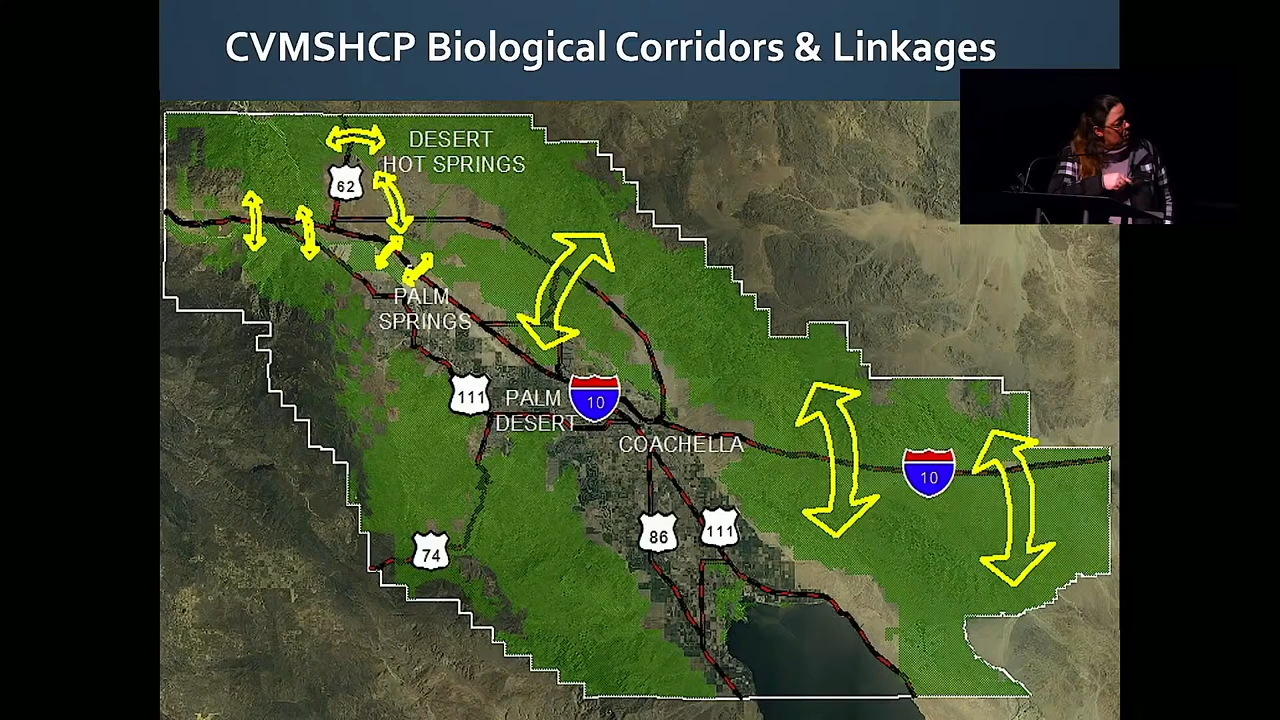 CVMSHCP Biological Corridors & Linkages
DESERT
HOT SPRINGS
62
PALM
SPRINGS
111
PALM
DESERT
10
COACHELLA
10
86
111
74